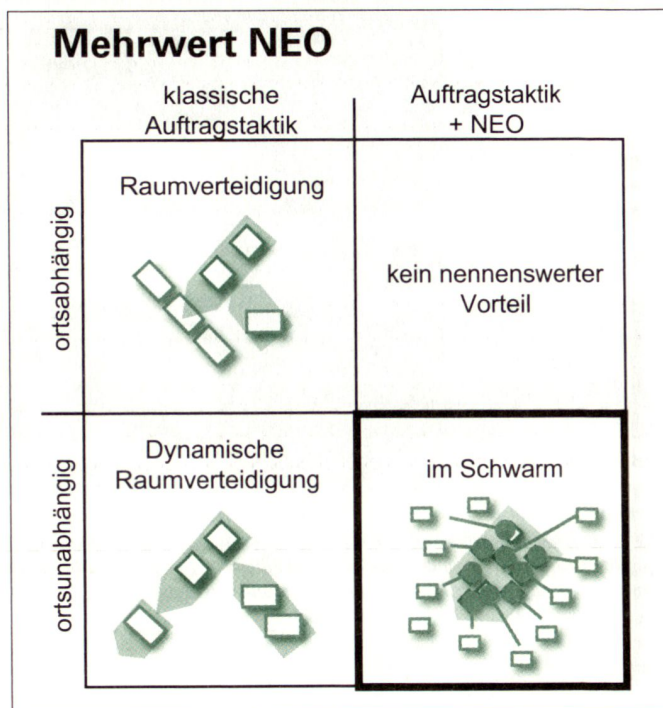 Mehrwert NEO
klassische
Auftragstaktik
Auftragstaktik
+ NEO
ortsabhängig
Raumverteidigung
kein nennenswerter
Vorteil
ortsunabhängig
Dynamische
Raumverteidigung
im Schwarm